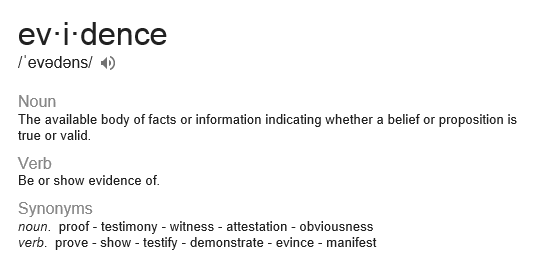 ev·i·dence
/ˈevədəns/
Noun
The available body of facts or information indicating whether a belief or proposition is
true or valid.
Verb
Be or show evidence of.
Synonyms
noun. proof - testimony - witness - attestation - obviousness
verb. prove - show - testify - demonstrate - evince - manifest